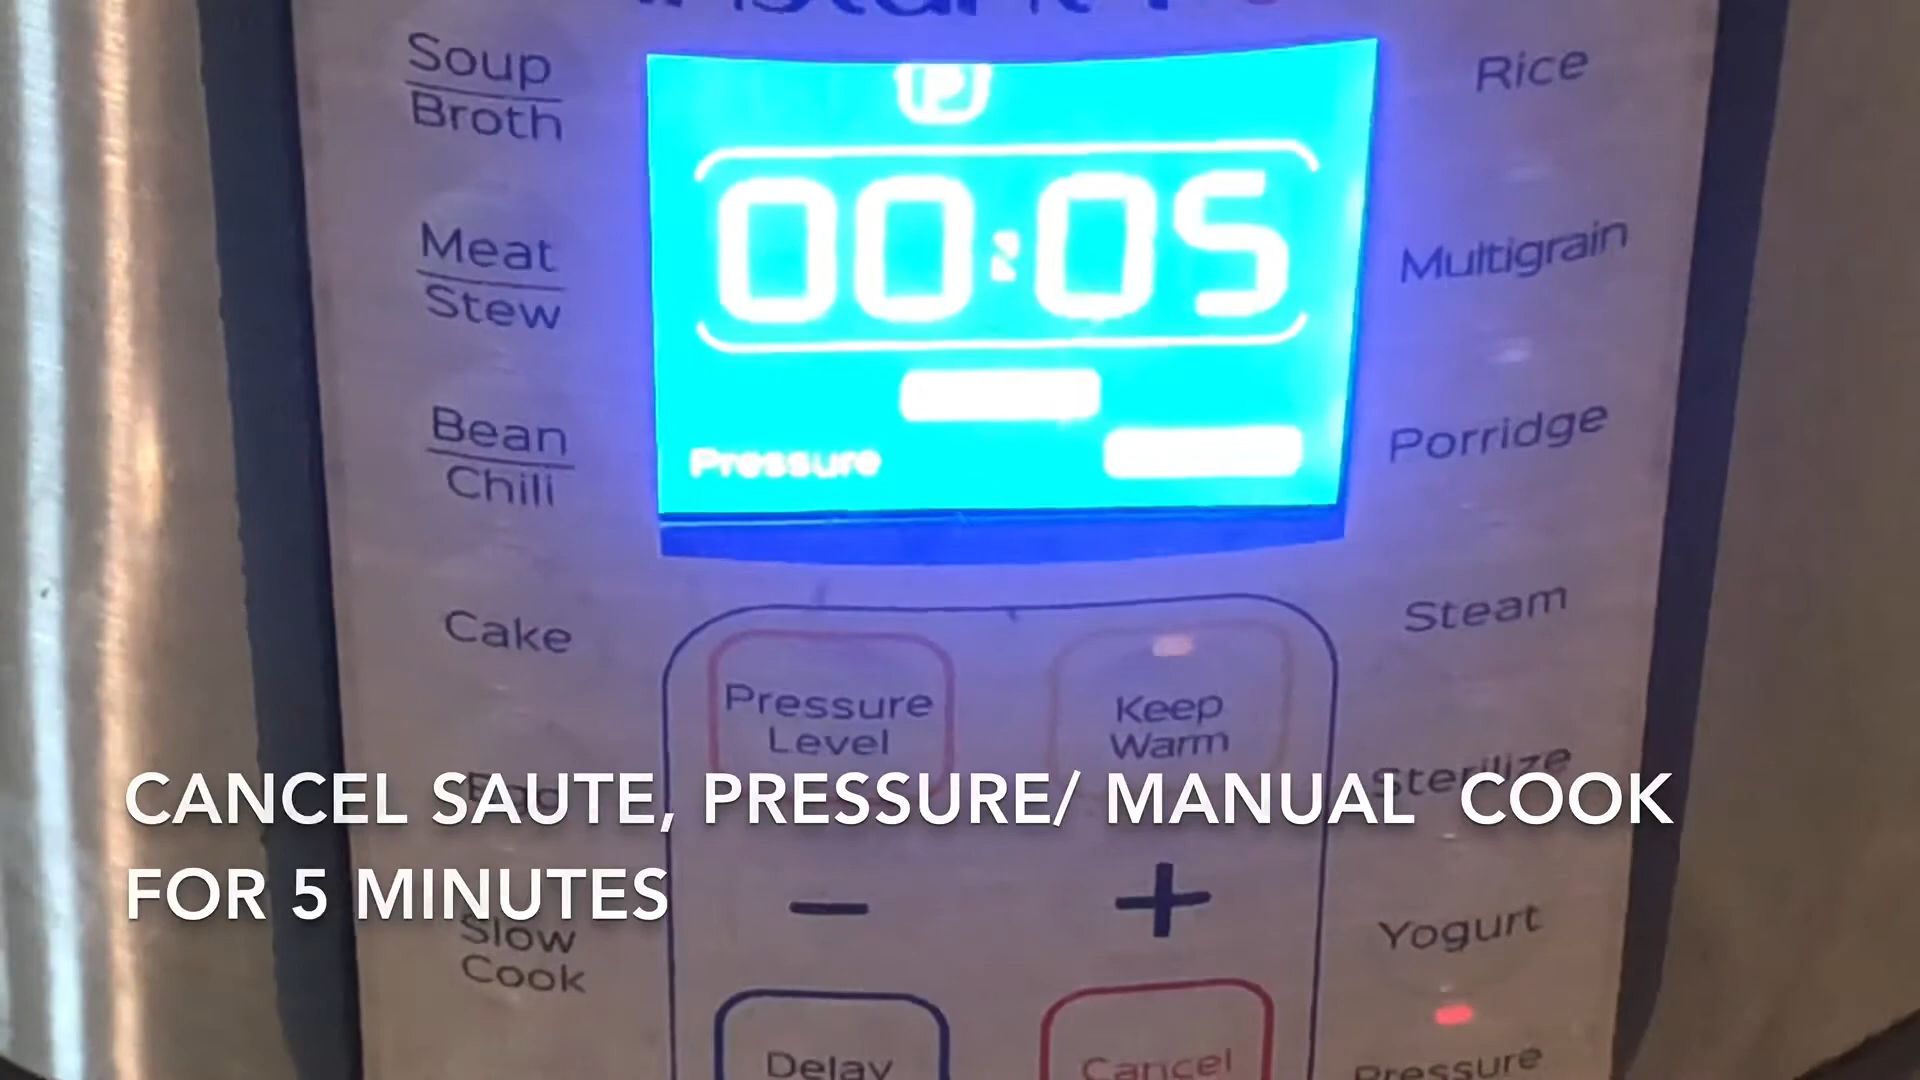 Soup
Broth
Meat
Stew
Bean
Chili
Cake
Slow
Cook
00:05
Pressure
Pressure
Level
Keep
Warm
-
+
Delay
Cancel
Rice
Multigrain
Porridge
Steam
Sterilize
Yogurt
Pressure
CANCEL SAUTE, PRESSURE/ MANUAL COOK
FOR 5 MINUTES